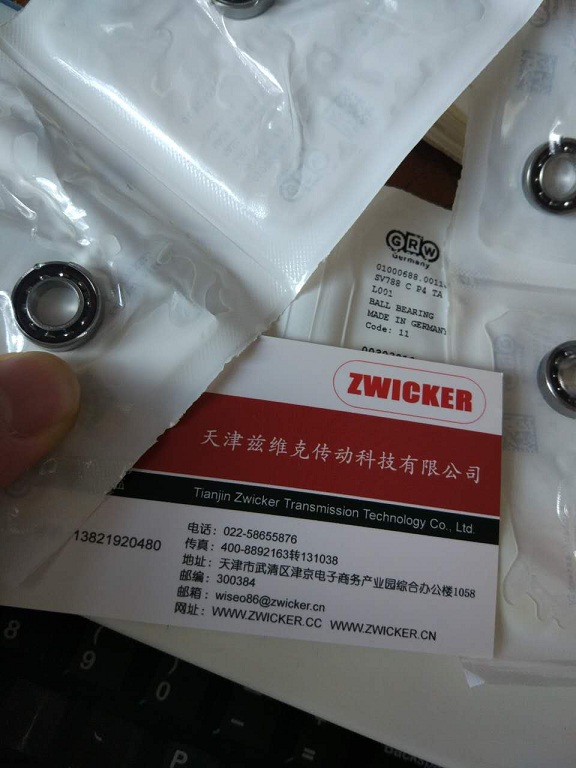 GRW
Germany
01000688.0011
SV788 C P4 TA
L001
BALL BEARING
MADE IN GERMANY
Code: 11
ZWICKER
天津兹维克传动科技有限公司
Tianjin Zwicker Transmission Technology Co., Ltd.
13821920480
电话: 022-58655876
传真: 400-8892163转131038
地址: 天津市武清区津京电子商务产业园综合办公楼1058
邮编: 300384
邮箱: wiseo86@zwicker.cn
网址: WWW.ZWICKER.CC WWW.ZWICKER.CN
8
9
0
O
P